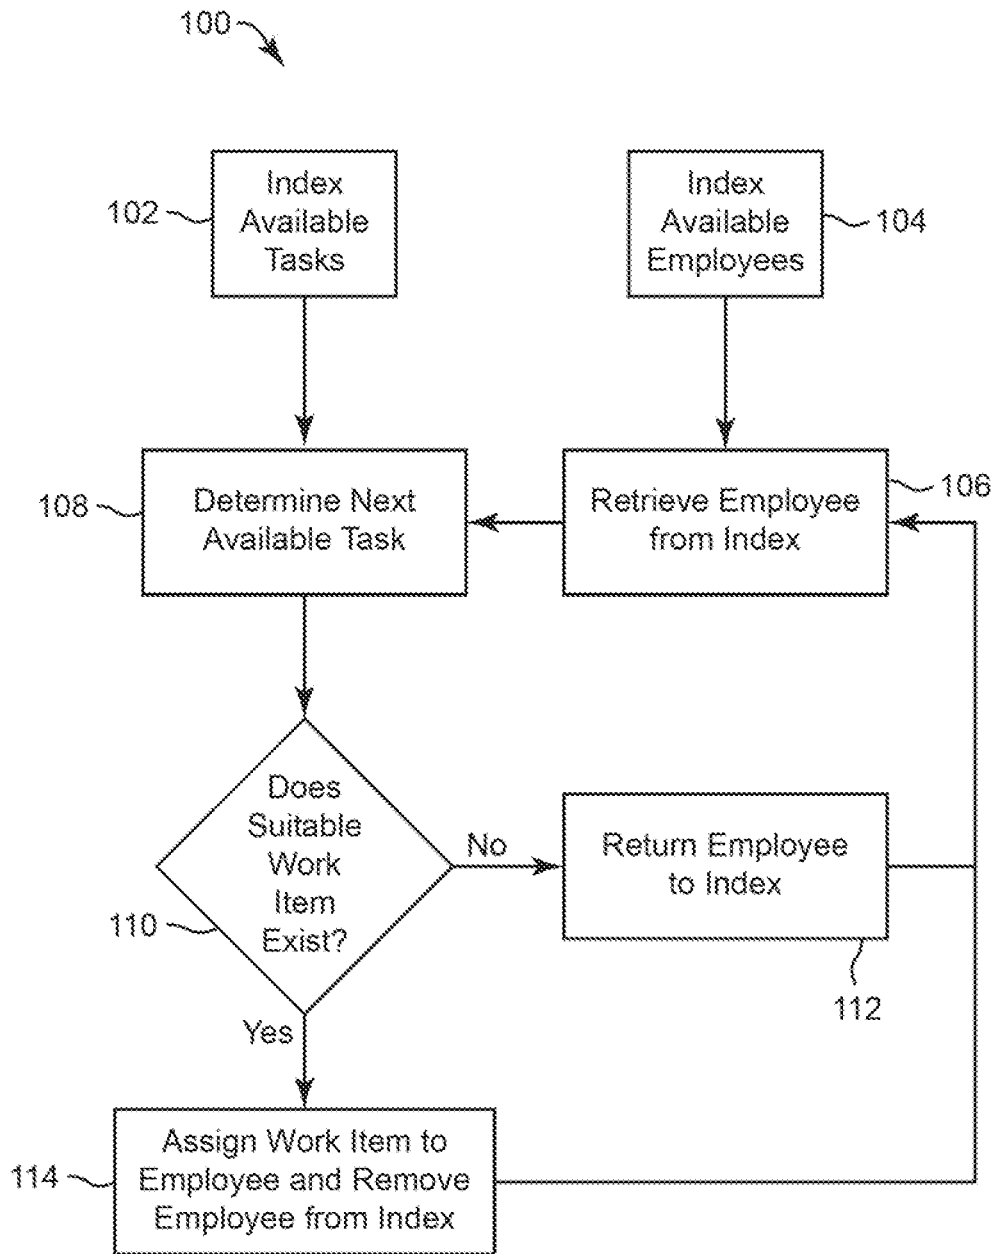 100
Index
Available
Tasks
102
Index
Available
Employees
104
Determine Next
Available Task
108
Retrieve Employee
from Index
106
Does
Suitable
Work
Item
Exist?
110
No
Return Employee
to Index
112
Yes
Assign Work Item to
Employee and Remove
Employee from Index
114